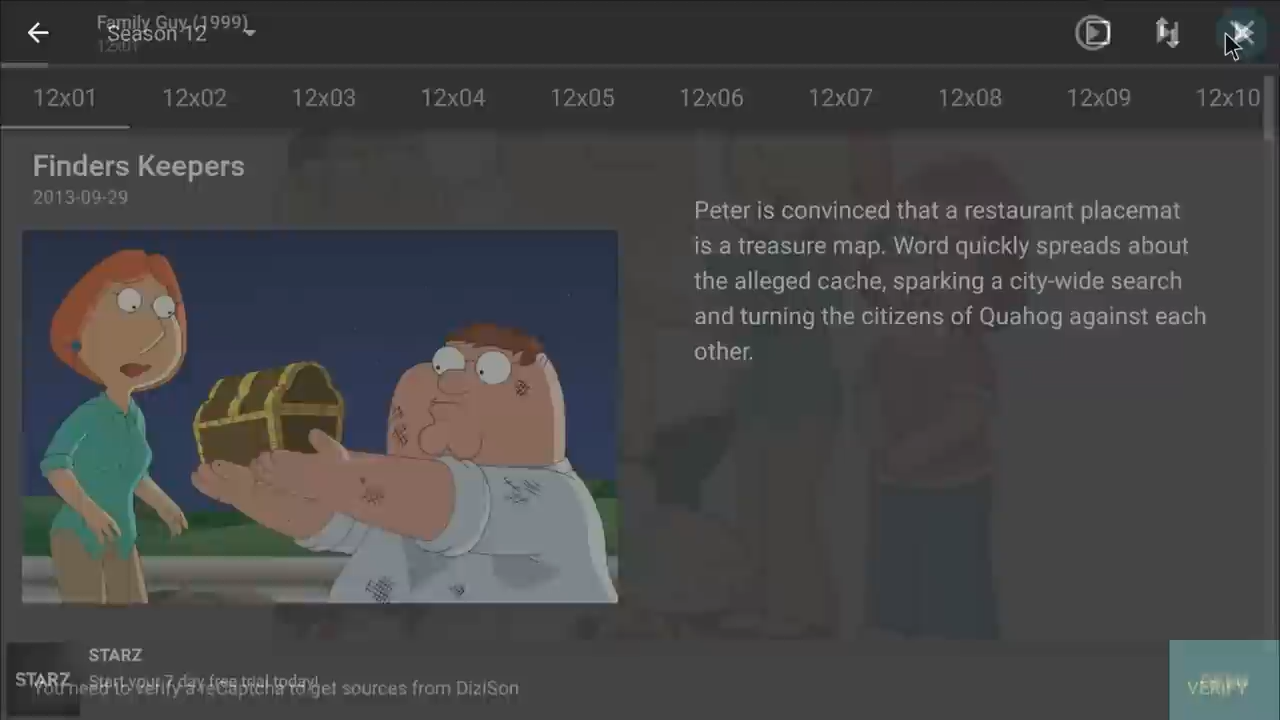 Family Guy (1999)
Season 12
12x01
12x01 12x02 12x03 12x04 12x05 12x06 12x07 12x08 12x09 12x10
Finders Keepers
2013-09-29
Peter is convinced that a restaurant placemat
is a treasure map. Word quickly spreads about
the alleged cache, sparking a city-wide search
and turning the citizens of Quahog against each
other.
STARZ
STARZ
Start your 7 day free trial today!
You need to verify a reCaptcha to get sources from DiziSon
VERIFY